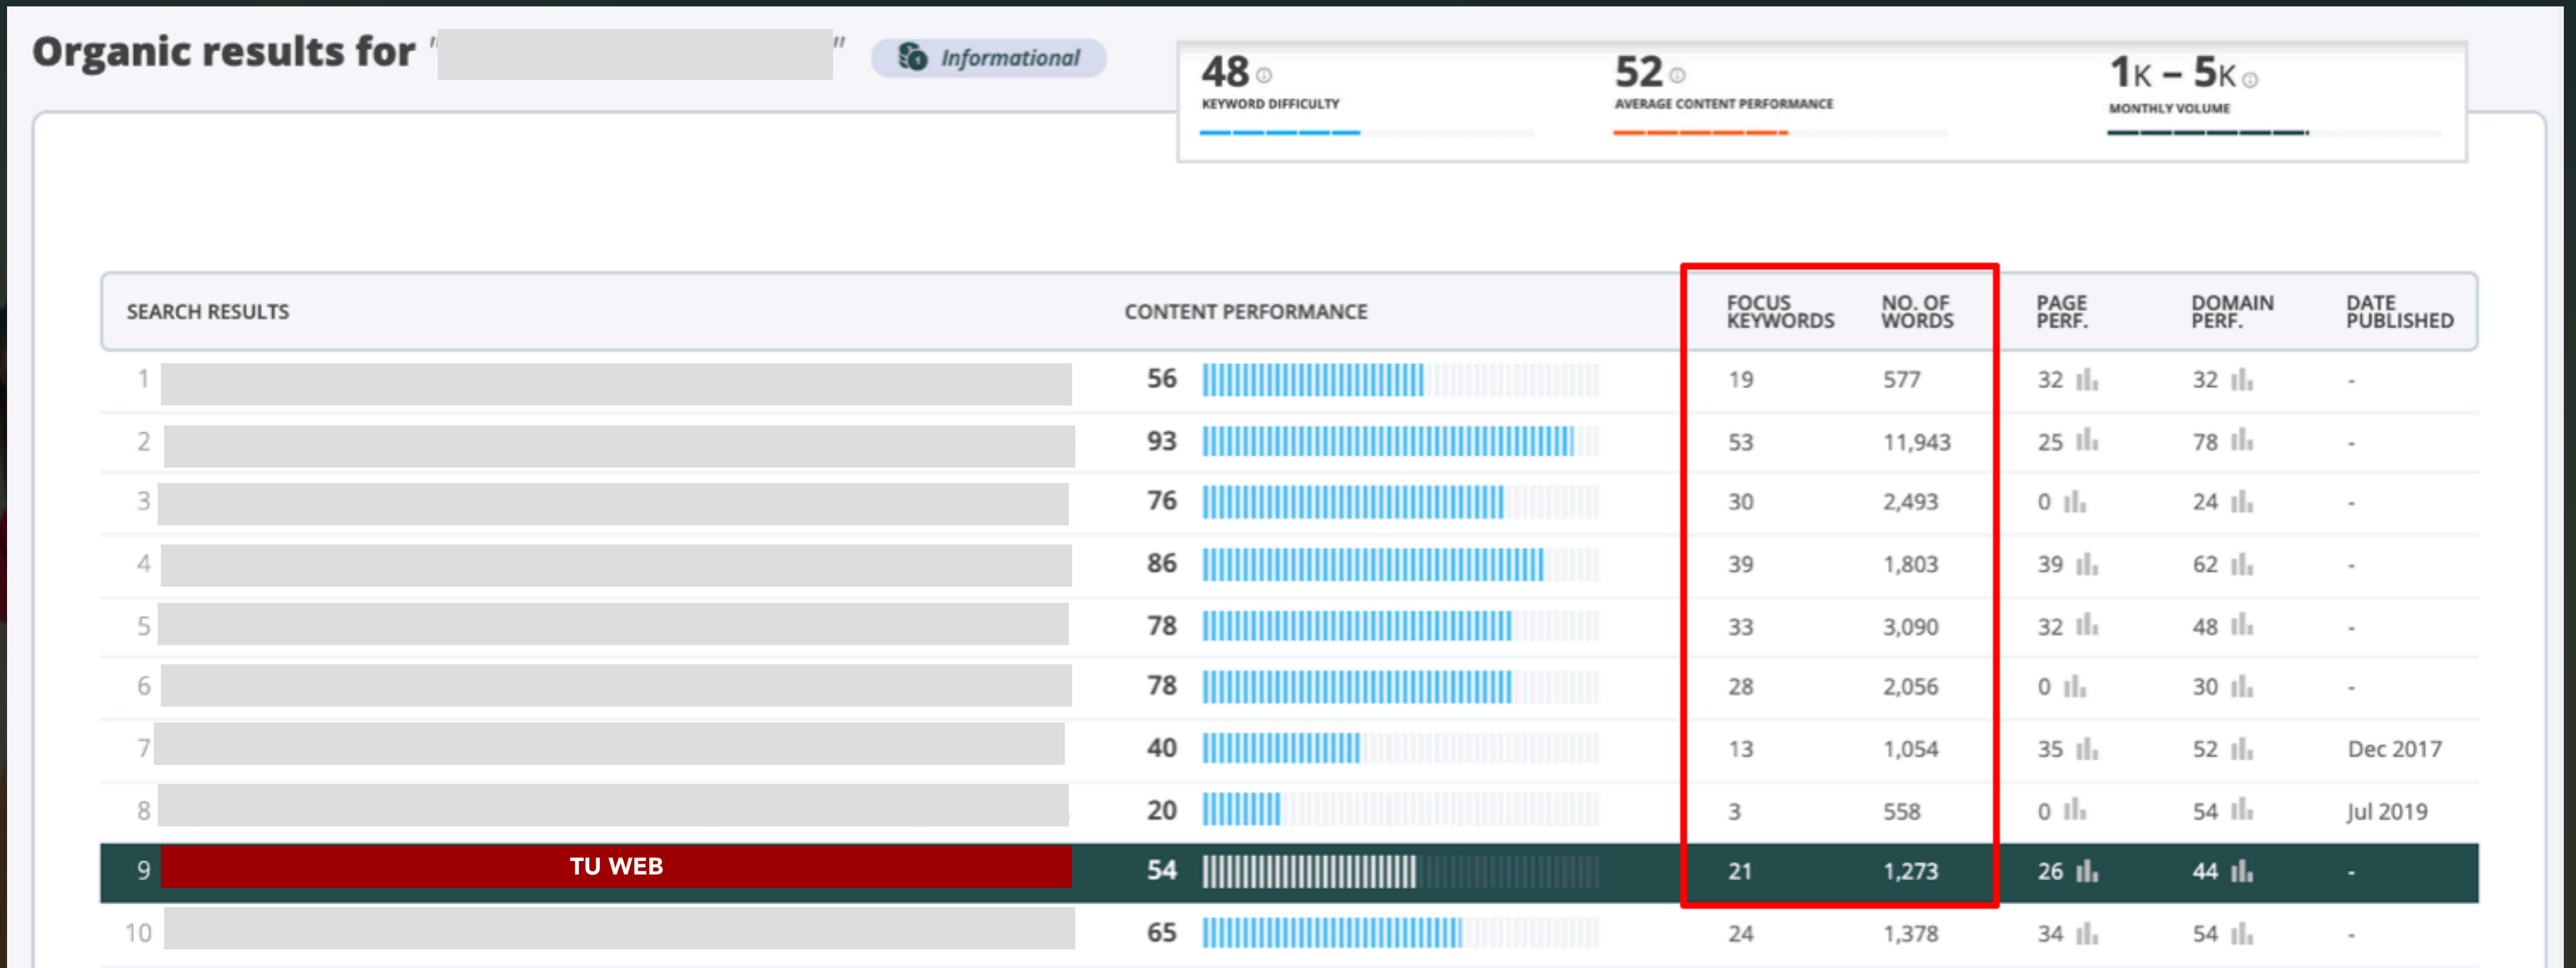 Organic results for " " Informational
48 52 1K – 5K
KEYWORD DIFFICULTY AVERAGE CONTENT PERFORMANCE MONTHLY VOLUME
SEARCH RESULTS CONTENT PERFORMANCE FOCUS KEYWORDS NO. OF WORDS PAGE PERF. DOMAIN PERF. DATE PUBLISHED
1 56 19 577 32 32 -
2 93 53 11,943 25 78 -
3 76 30 2,493 0 24 -
4 86 39 1,803 39 62 -
5 78 33 3,090 32 48 -
6 78 28 2,056 0 30 -
7 40 13 1,054 35 52 Dec 2017
8 20 3 558 0 54 Jul 2019
9 TU WEB 54 21 1,273 26 44 -
10 65 24 1,378 34 54 -